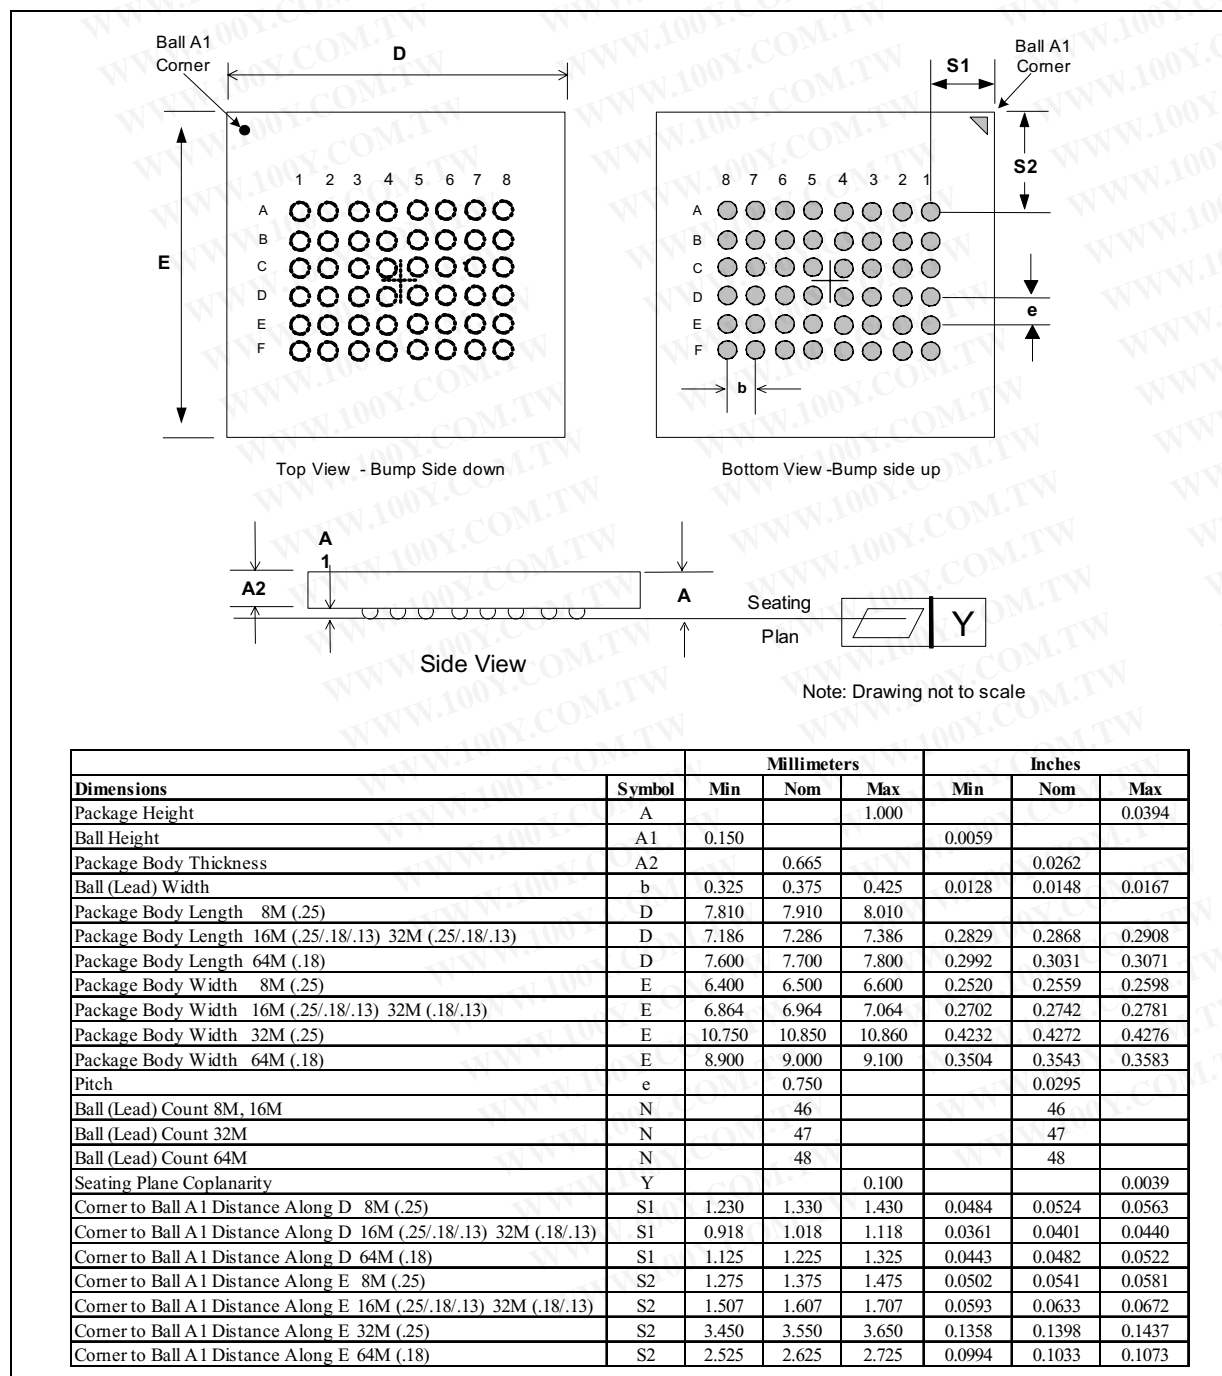 Ball A1
Corner
D
E
1 2 3 4 5 6 7 8
A
B
C
D
E
F
Top View - Bump Side down
S1
Ball A1
Corner
S2
8 7 6 5 4 3 2 1
A
B
C
D
E
F
e
b
Bottom View -Bump side up
A
1
A2
A
Seating
Plan
Y
Side View
Note: Drawing not to scale
Millimeters Inches
Dimensions Symbol Min Nom Max Min Nom Max
Package Height A 1.000 0.0394
Ball Height A1 0.150 0.0059
Package Body Thickness A2 0.665 0.0262
Ball (Lead) Width b 0.325 0.375 0.425 0.0128 0.0148 0.0167
Package Body Length 8M (.25) D 7.810 7.910 8.010
Package Body Length 16M (.25/.18/.13) 32M (.25/.18/.13) D 7.186 7.286 7.386 0.2829 0.2868 0.2908
Package Body Length 64M (.18) D 7.600 7.700 7.800 0.2992 0.3031 0.3071
Package Body Width 8M (.25) E 6.400 6.500 6.600 0.2520 0.2559 0.2598
Package Body Width 16M (.25/.18/.13) 32M (.18/.13) E 6.864 6.964 7.064 0.2702 0.2742 0.2781
Package Body Width 32M (.25) E 10.750 10.850 10.860 0.4232 0.4272 0.4276
Package Body Width 64M (.18) E 8.900 9.000 9.100 0.3504 0.3543 0.3583
Pitch e 0.750 0.0295
Ball (Lead) Count 8M, 16M N 46 46
Ball (Lead) Count 32M N 47 47
Ball (Lead) Count 64M N 48 48
Seating Plane Coplanarity Y 0.100 0.0039
Corner to Ball A1 Distance Along D 8M (.25) S1 1.230 1.330 1.430 0.0484 0.0524 0.0563
Corner to Ball A1 Distance Along D 16M (.25/.18/.13) 32M (.18/.13) S1 0.918 1.018 1.118 0.0361 0.0401 0.0440
Corner to Ball A1 Distance Along D 64M (.18) S1 1.125 1.225 1.325 0.0443 0.0482 0.0522
Corner to Ball A1 Distance Along E 8M (.25) S2 1.275 1.375 1.475 0.0502 0.0541 0.0581
Corner to Ball A1 Distance Along E 16M (.25/.18/.13) 32M (.18/.13) S2 1.507 1.607 1.707 0.0593 0.0633 0.0672
Corner to Ball A1 Distance Along E 32M (.25) S2 3.450 3.550 3.650 0.1358 0.1398 0.1437
Corner to Ball A1 Distance Along E 64M (.18) S2 2.525 2.625 2.725 0.0994 0.1033 0.1073
WWW.100Y.COM.TW